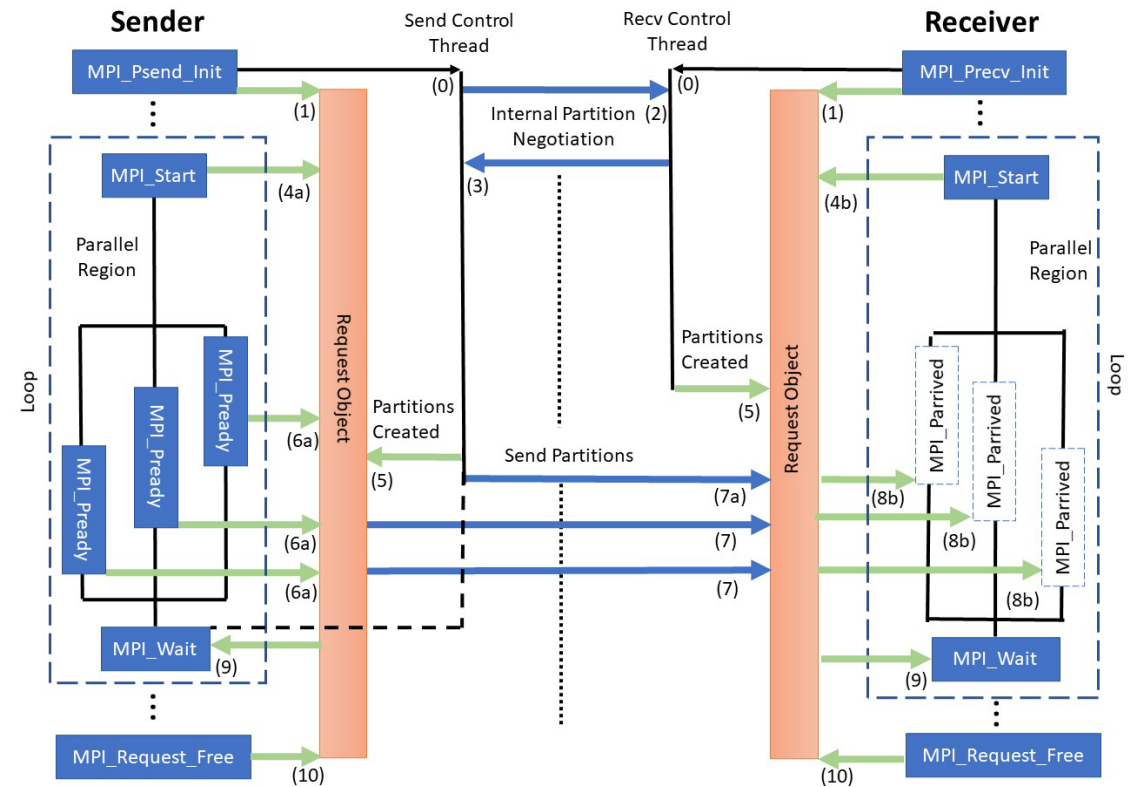 Sender
Send Control
Thread
Recv Control
Thread
Receiver
MPI_Psend_Init
MPI_Precv_Init
(0)
(0)
(1)
(2)
(1)
Internal Partition
Negotiation
MPI_Start
(4a)
(3)
(4b)
MPI_Start
Parallel
Region
Parallel
Region
Loop
Request Object
Request Object
Loop
Partitions
Created
(5)
MPI_Pready
MPI_Pready
MPI_Pready
(6a)
Partitions
Created
(5)
Send Partitions
(7a)
MPI_Parrived
MPI_Parrived
MPI_Parrived
(8b)
(6a)
(7)
(8b)
(6a)
(7)
(8b)
MPI_Wait
(9)
(9)
MPI_Wait
MPI_Request_Free
(10)
(10)
MPI_Request_Free